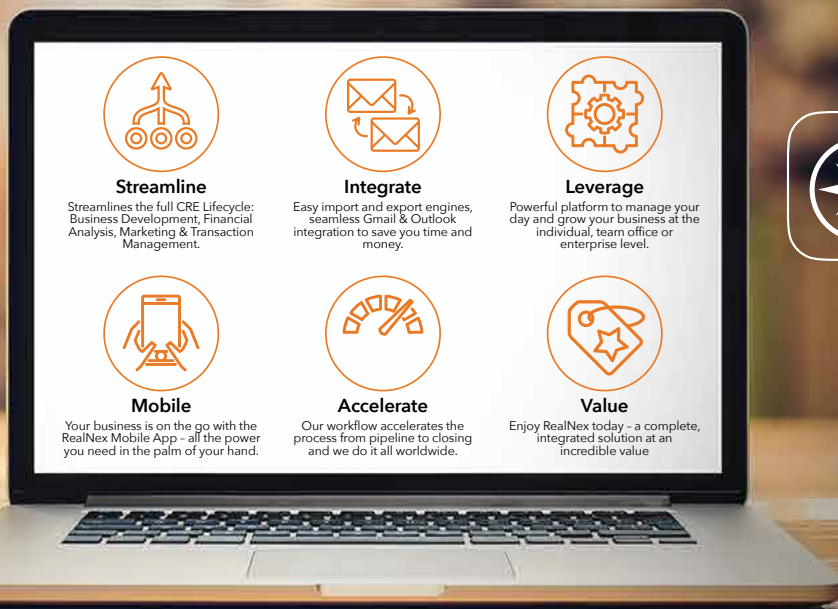 Streamline
Streamlines the full CRE Lifecycle:
Business Development, Financial
Analysis, Marketing & Transaction
Management.
Integrate
Easy import and export engines,
seamless Gmail & Outlook
integration to save you time and
money.
Leverage
Powerful platform to manage your
day and grow your business at the
individual, team office or
enterprise level.
Mobile
Your business is on the go with the
RealNex Mobile App – all the power
you need in the palm of your hand.
Accelerate
Our workflow accelerates the
process from pipeline to closing
and we do it all worldwide.
Value
Enjoy RealNex today – a complete,
integrated solution at an
incredible value